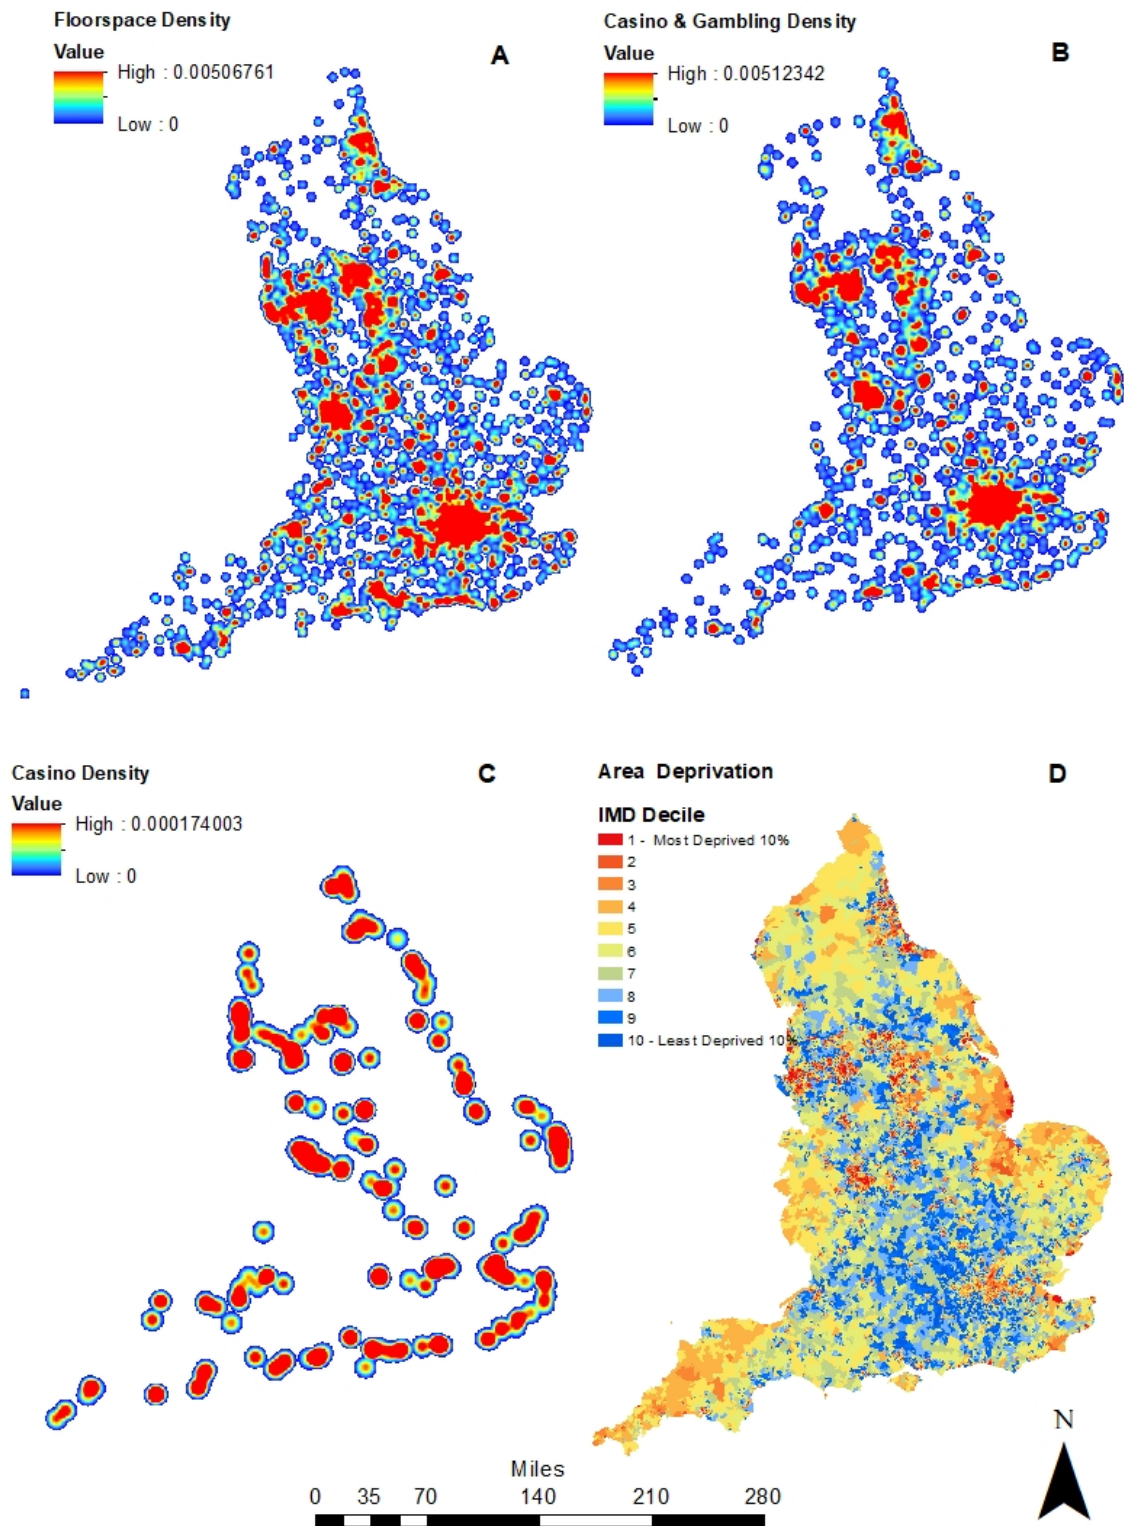 Floorspace Density
Value
High : 0.00506761
Low : 0
A
Casino & Gambling Density
Value
High : 0.00512342
Low : 0
B
Casino Density
Value
High : 0.000174003
Low : 0
C
Area Deprivation
D
IMD Decile
1 - Most Deprived 10%
2
3
4
5
6
7
8
9
10 - Least Deprived 10%
N
Miles
0 35 70 140 210 280